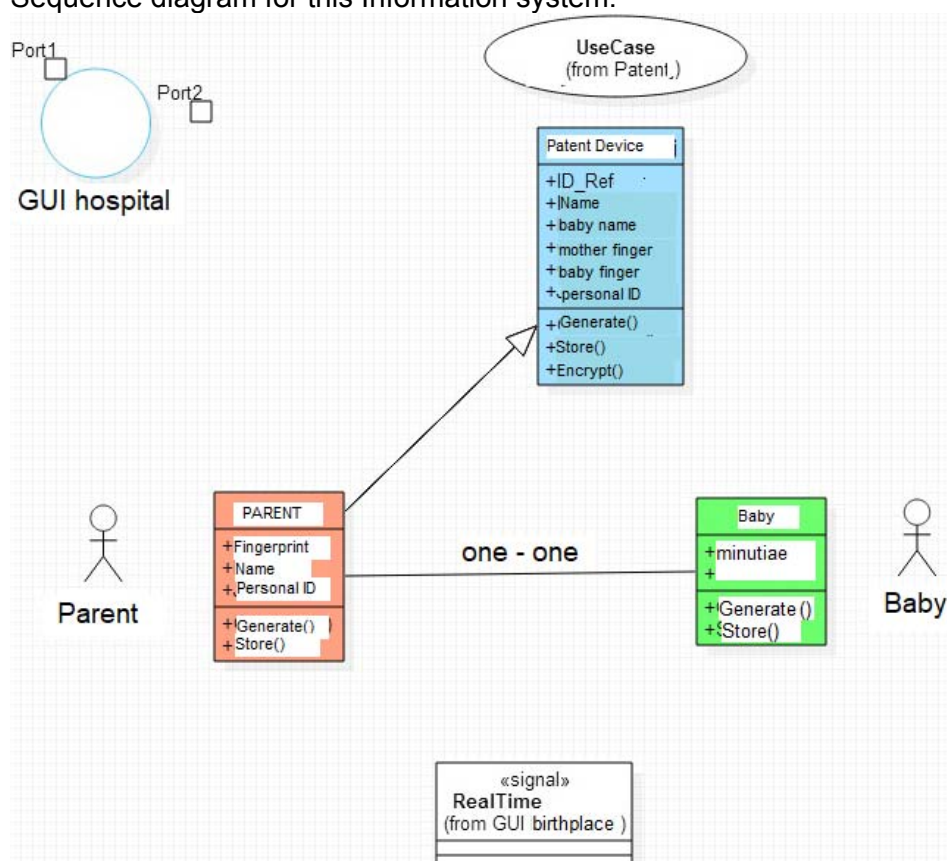 Sequence diagram for this Information system.
Port1
Port2
GUI hospital
UseCase
(from Patent )
Patent Device
+ID_Ref
+Name
+baby name
+mother finger
+baby finger
+personal ID
+Generate()
+Store()
+Encrypt()
Parent
PARENT
+Fingerprint
+Name
+Personal ID
+Generate()
+Store()
one - one
Baby
+minutiae
+
+Generate ()
+Store()
Baby
«signal»
RealTime
(from GUI birthplace )